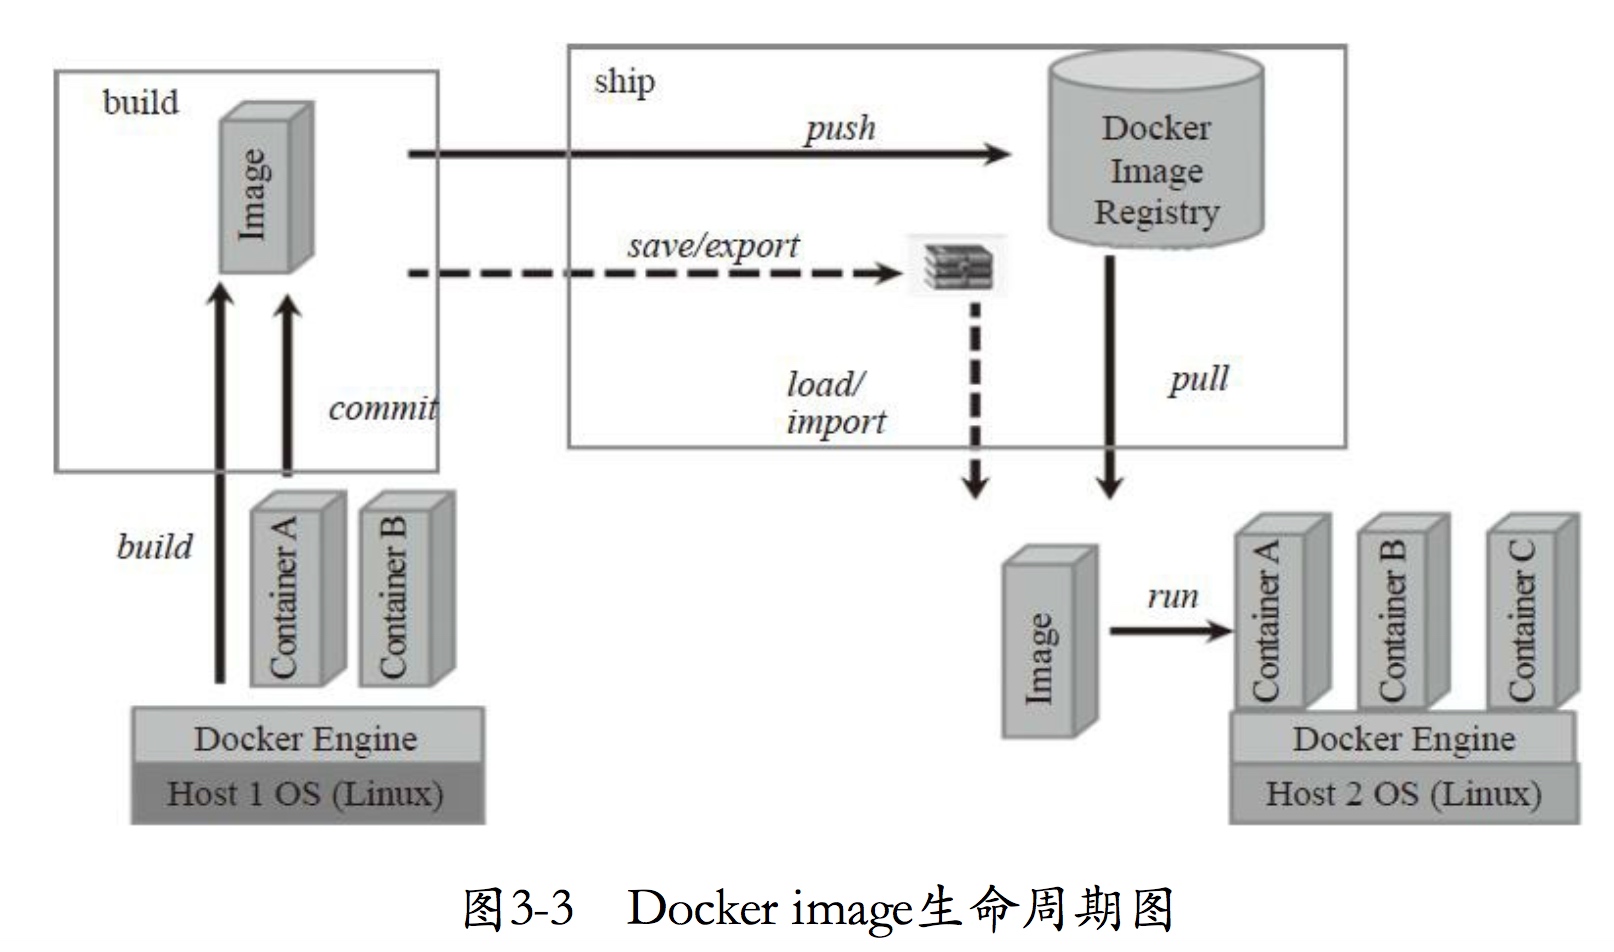 build
Image
commit
build
Container A
Container B
Docker Engine
Host 1 OS (Linux)
ship
push
save/export
load/
import
Docker
Image
Registry
pull
Image
run
Container A
Container B
Container C
Docker Engine
Host 2 OS (Linux)
图3-3 Docker image生命周期图